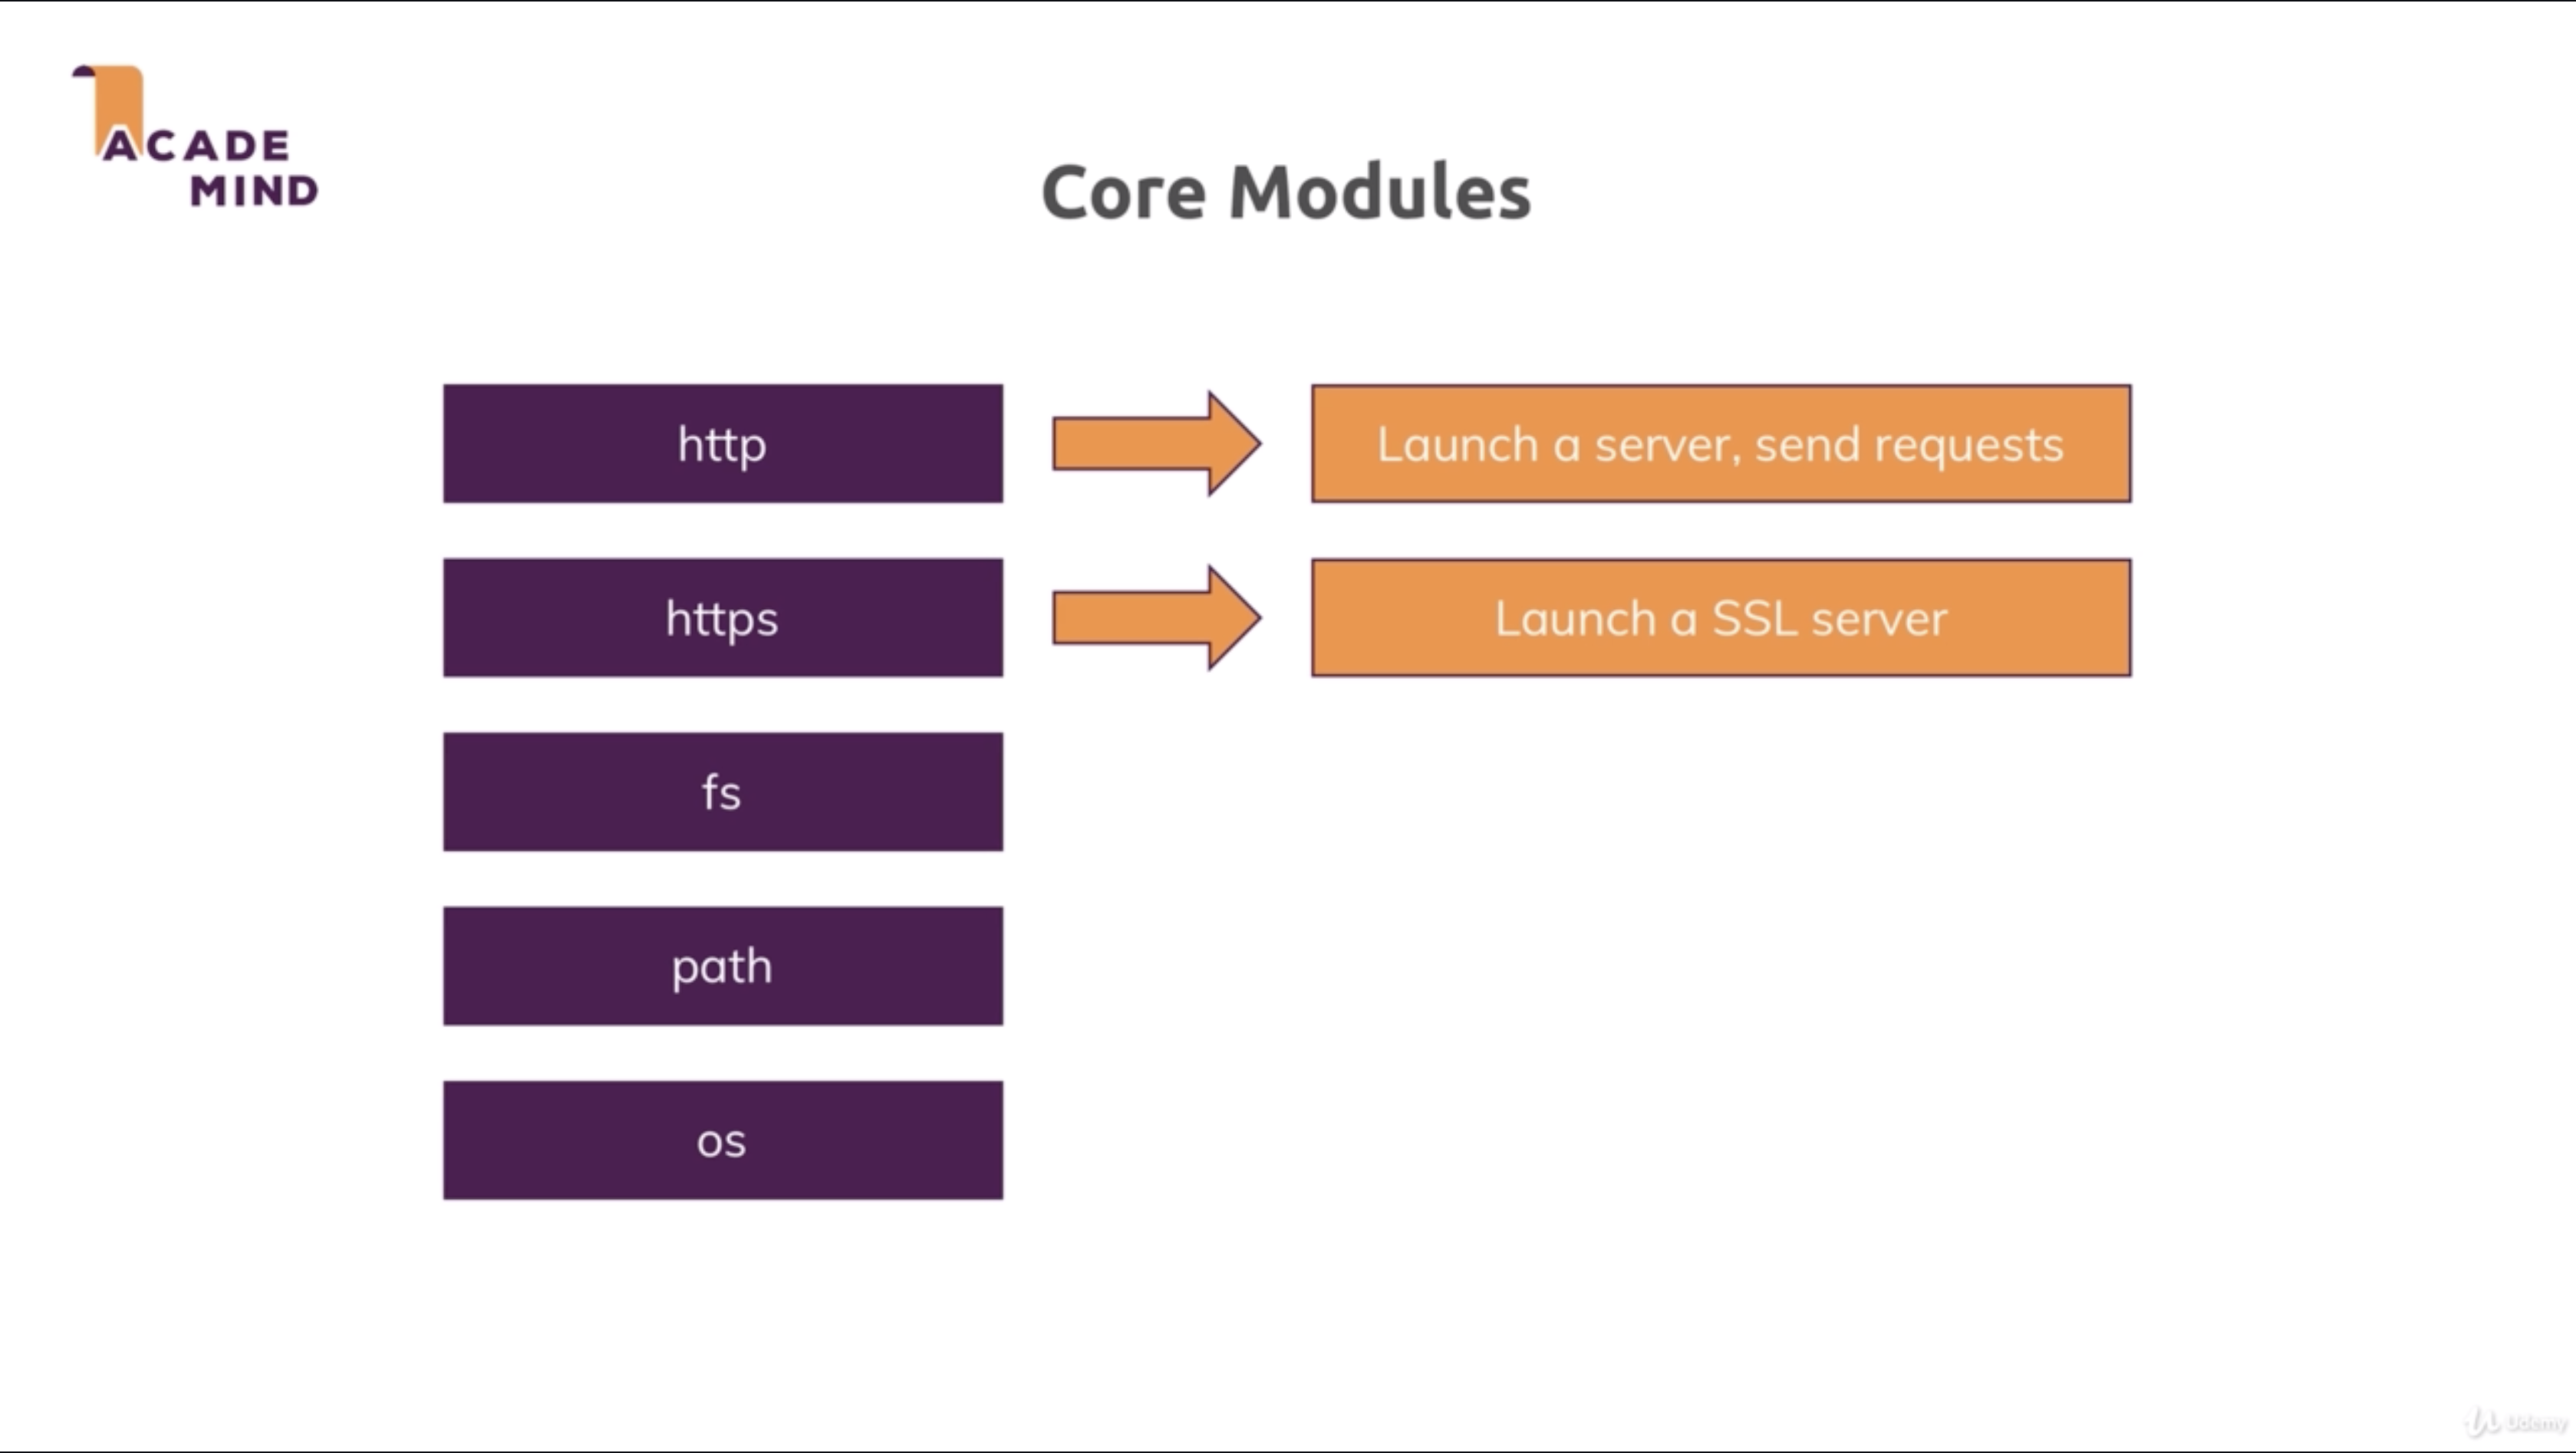 ACADE
MIND
Core Modules
http
Launch a server, send requests
https
Launch a SSL server
fs
path
os
Udemy